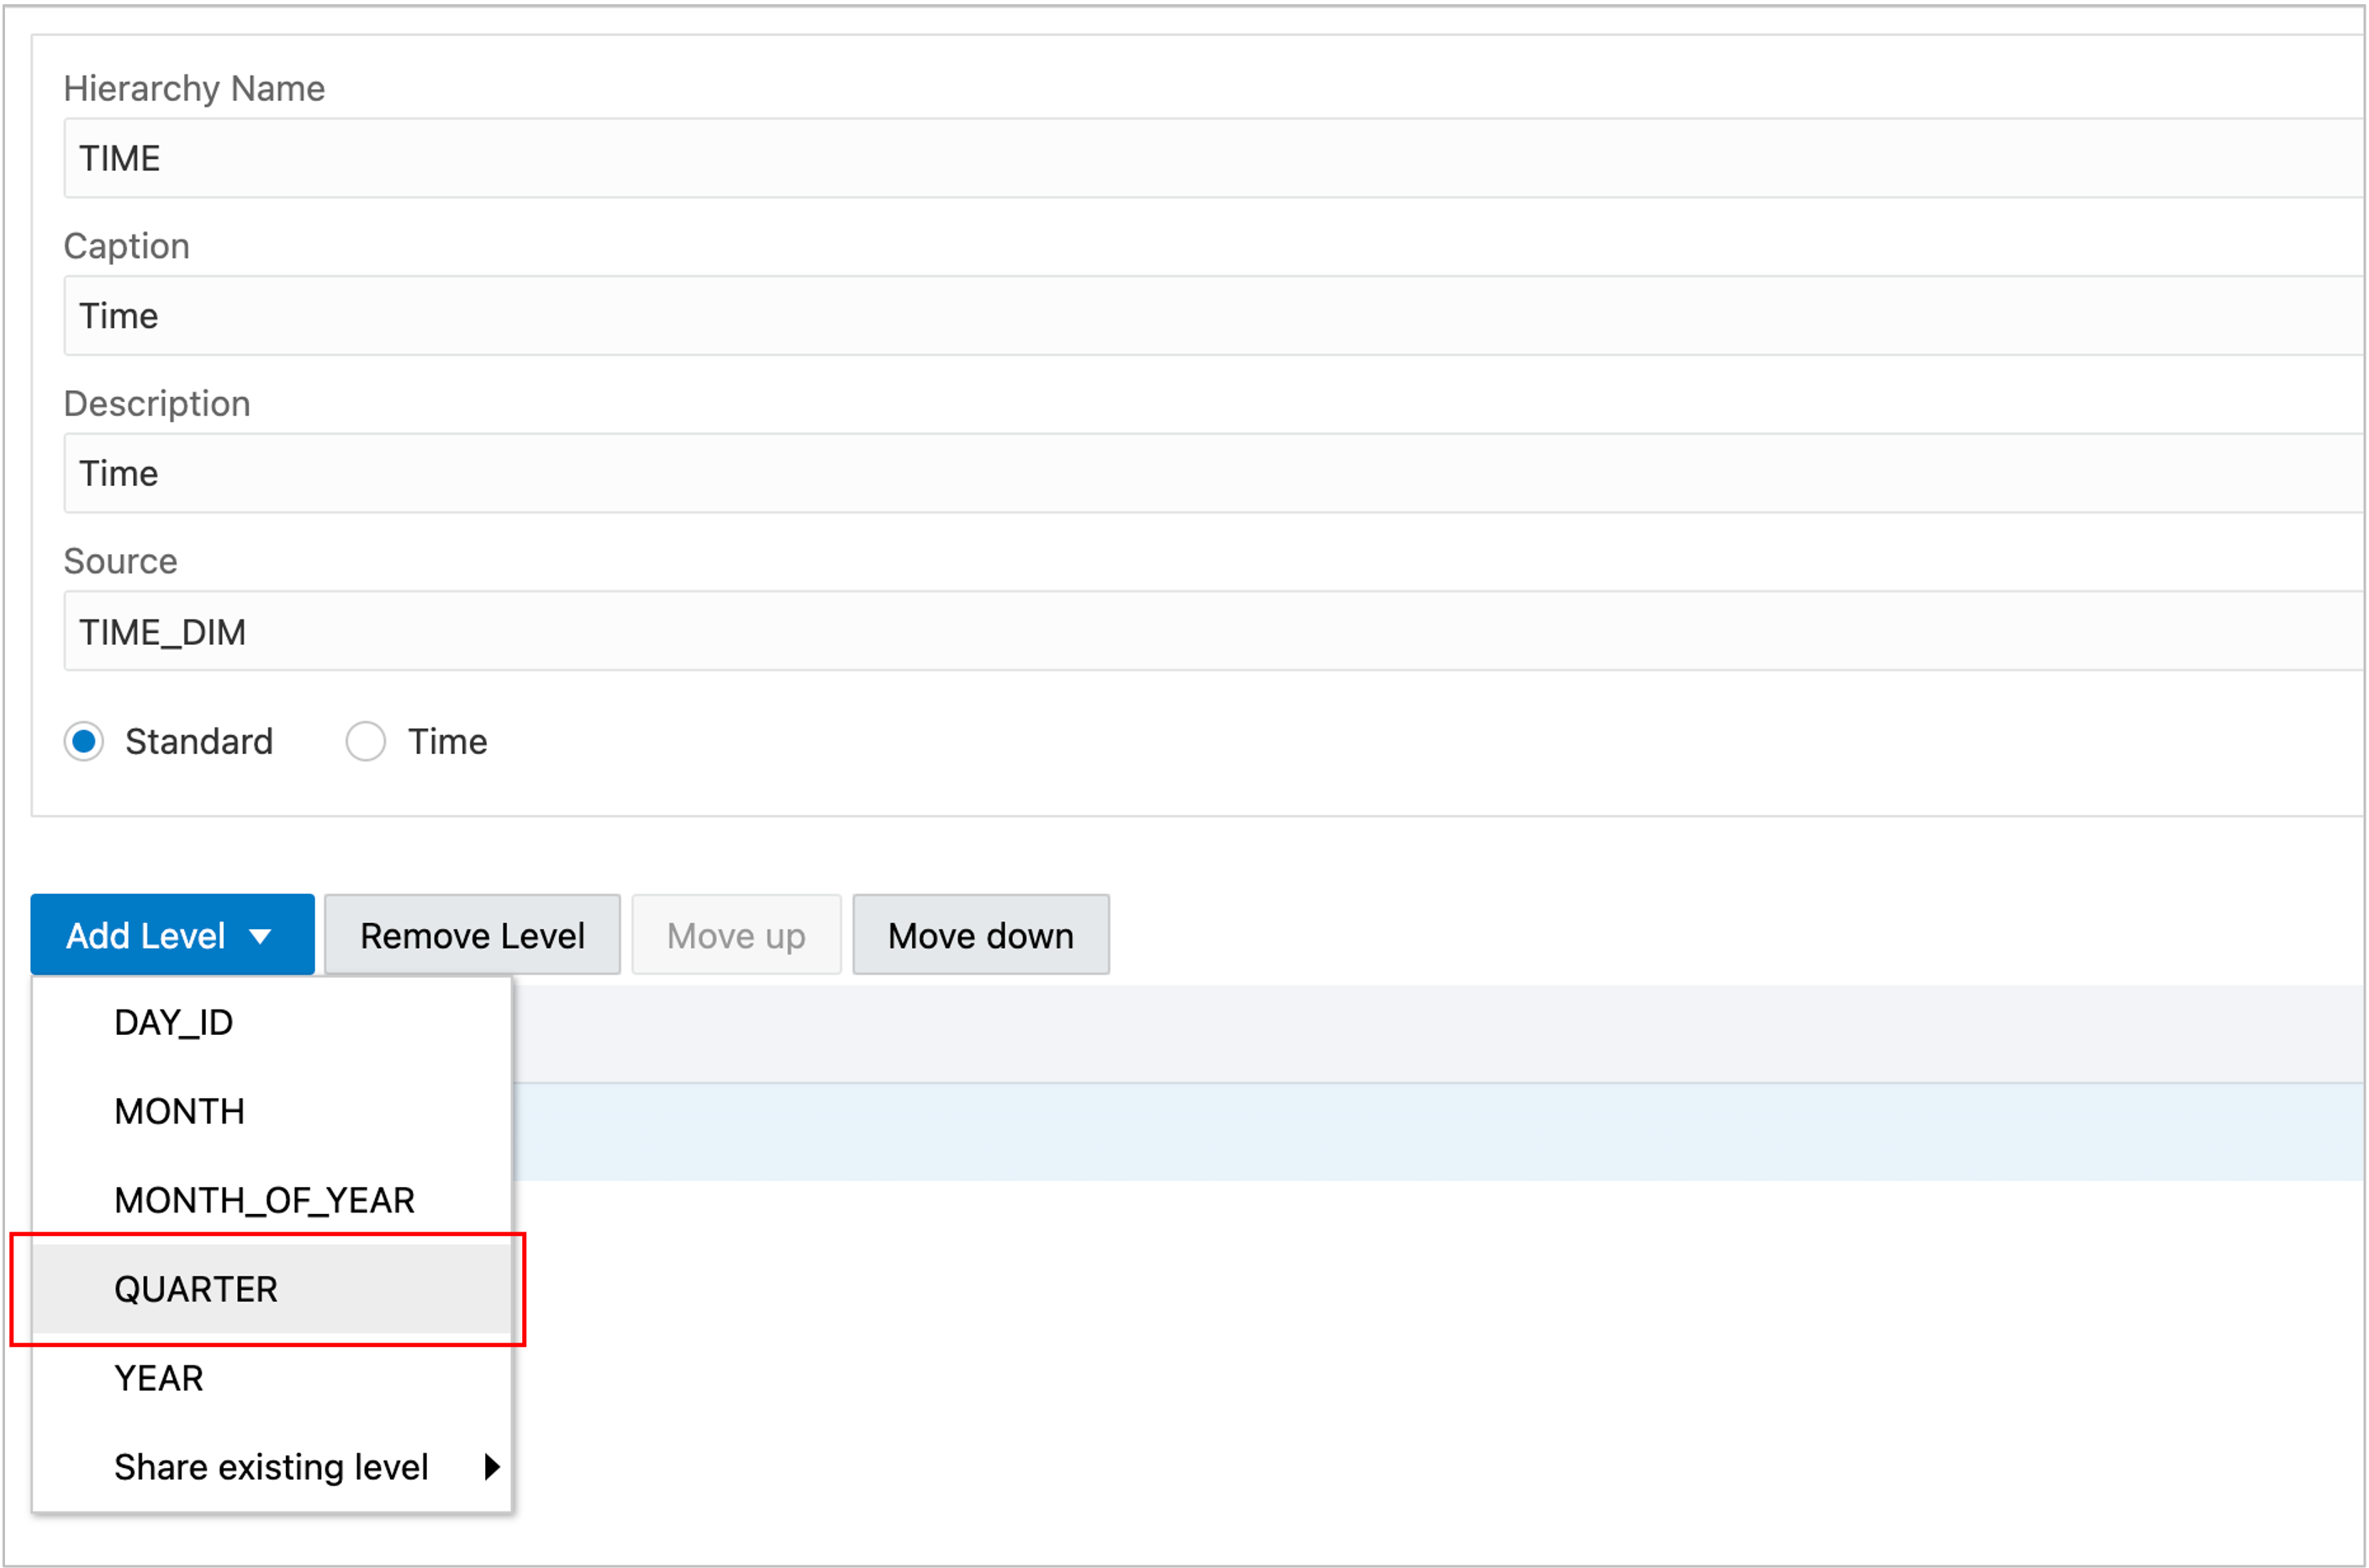 Hierarchy Name
TIME
Caption
Time
Description
Time
Source
TIME_DIM
Standard Time
Add Level Remove Level Move up Move down
DAY_ID
MONTH
MONTH_OF_YEAR
QUARTER
YEAR
Share existing level